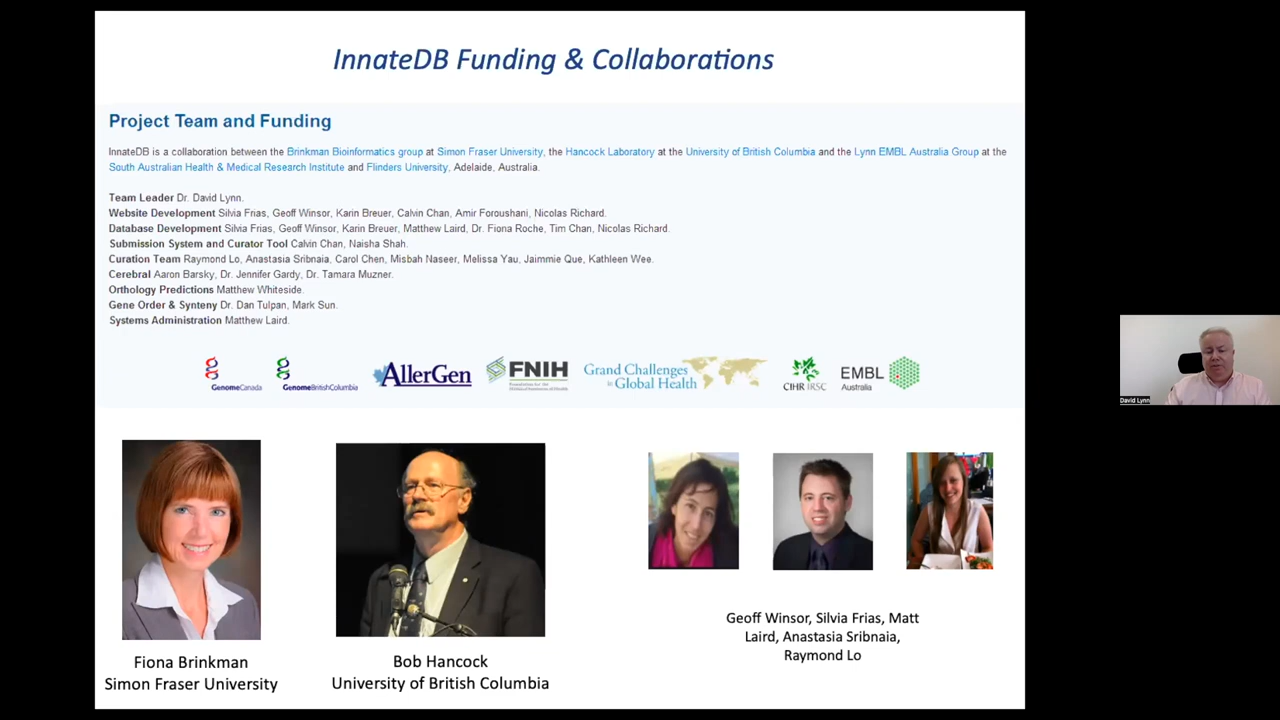 InnateDB Funding & Collaborations
Project Team and Funding
InnateDB is a collaboration between the Brinkman Bioinformatics group at Simon Fraser University, the Hancock Laboratory at the University of British Columbia and the Lynn EMBL Australia Group at the
South Australian Health & Medical Research Institute and Flinders University, Adelaide, Australia.
Team Leader Dr. David Lynn.
Website Development Silvia Frias, Geoff Winsor, Karin Breuer, Calvin Chan, Amir Foroushani, Nicolas Richard.
Database Development Silvia Frias, Geoff Winsor, Karin Breuer, Matthew Laird, Dr. Fiona Roche, Tim Chan, Nicolas Richard.
Submission System and Curator Tool Calvin Chan, Naisha Shah.
Curation Team Raymond Lo, Anastasia Sribnaia, Carol Chen, Misbah Naseer, Melissa Yau, Jaimmie Que, Kathleen Wee.
Cerebral Aaron Barsky, Dr. Jennifer Gardy, Dr. Tamara Muzner.
Orthology Predictions Matthew Whiteside.
Gene Order & Synteny Dr. Dan Tulpan, Mark Sun.
Systems Administration Matthew Laird.
GenomeCanada
GenomeBritishColumbia
AllerGen
FNIH
Foundation for the
Grand Challenges
in Global Health
CIHR IRSC
EMBL
Australia
David Lynn
Fiona Brinkman
Simon Fraser University
Bob Hancock
University of British Columbia
Geoff Winsor, Silvia Frias, Matt
Laird, Anastasia Sribnaia,
Raymond Lo